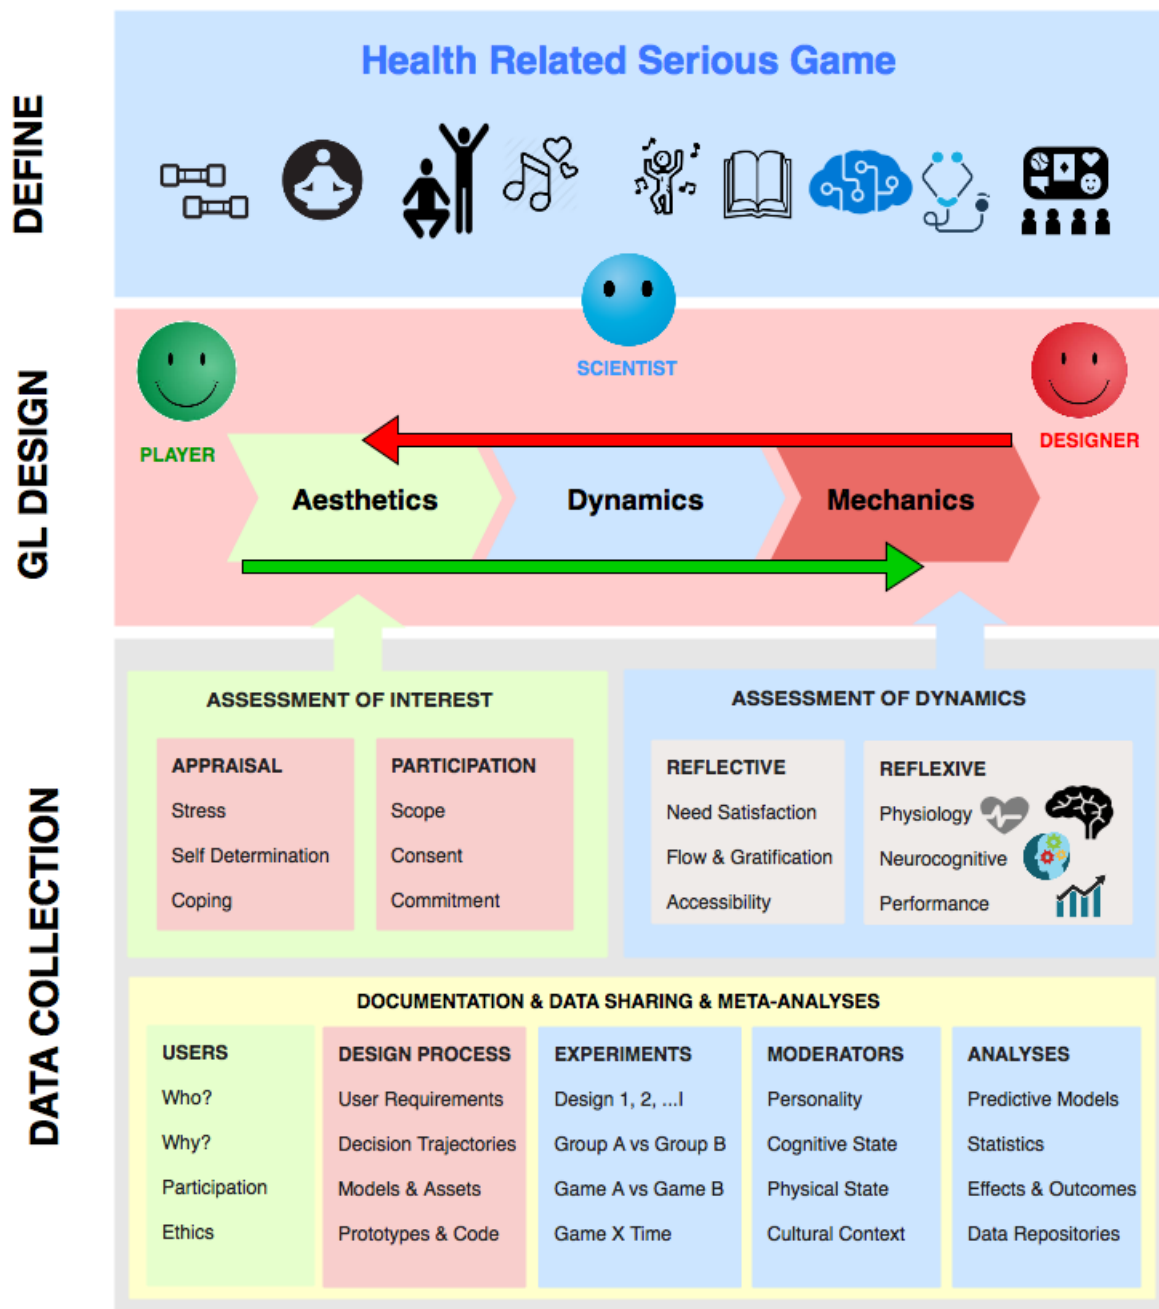 DEFINE
Health Related Serious Game
GL DESIGN
SCIENTIST
PLAYER
DESIGNER
Aesthetics
Dynamics
Mechanics
DATA COLLECTION
ASSESSMENT OF INTEREST
APPRAISAL
Stress
Self Determination
Coping
PARTICIPATION
Scope
Consent
Commitment
ASSESSMENT OF DYNAMICS
REFLECTIVE
Need Satisfaction
Flow & Gratification
Accessibility
REFLEXIVE
Physiology
Neurocognitive
Performance
DOCUMENTATION & DATA SHARING & META-ANALYSES
USERS
Who?
Why?
Participation
Ethics
DESIGN PROCESS
User Requirements
Decision Trajectories
Models & Assets
Prototypes & Code
EXPERIMENTS
Design 1, 2, ...I
Group A vs Group B
Game A vs Game B
Game X Time
MODERATORS
Personality
Cognitive State
Physical State
Cultural Context
ANALYSES
Predictive Models
Statistics
Effects & Outcomes
Data Repositories